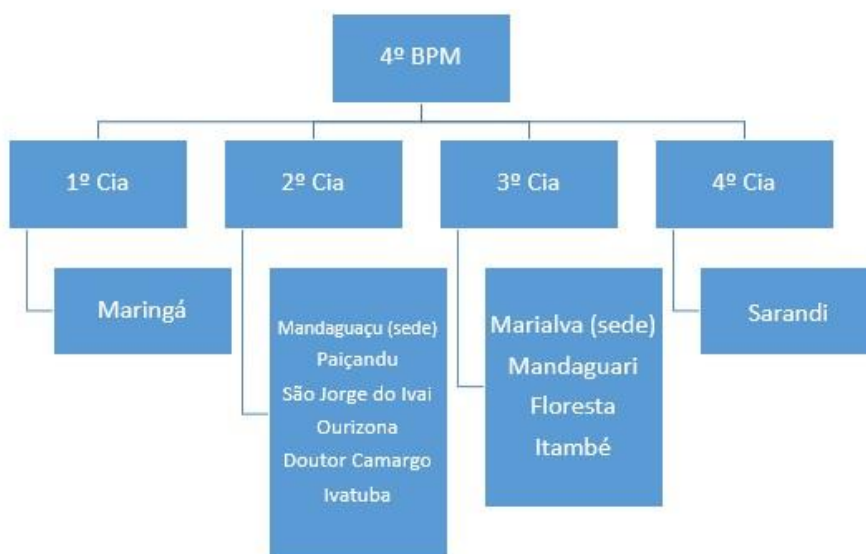 4º BPM
1º Cia
2º Cia
3º Cia
4º Cia
Maringá
Mandaguaçu (sede)
Paiçandu
São Jorge do Ivai
Ourizona
Doutor Camargo
Ivatuba
Marialva (sede)
Mandaguari
Floresta
Itambé
Sarandi